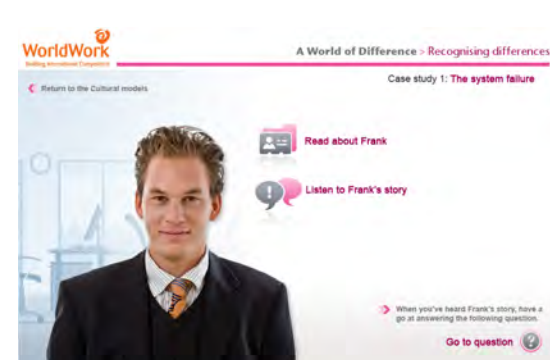 WorldWork
Building International Competence
A World of Difference > Recognising differences
Case study 1: The system failure
Return to the Cultural models
Read about Frank
Listen to Frank's story
When you've heard Frank's story, have a
go at answering the following question.
Go to question ?